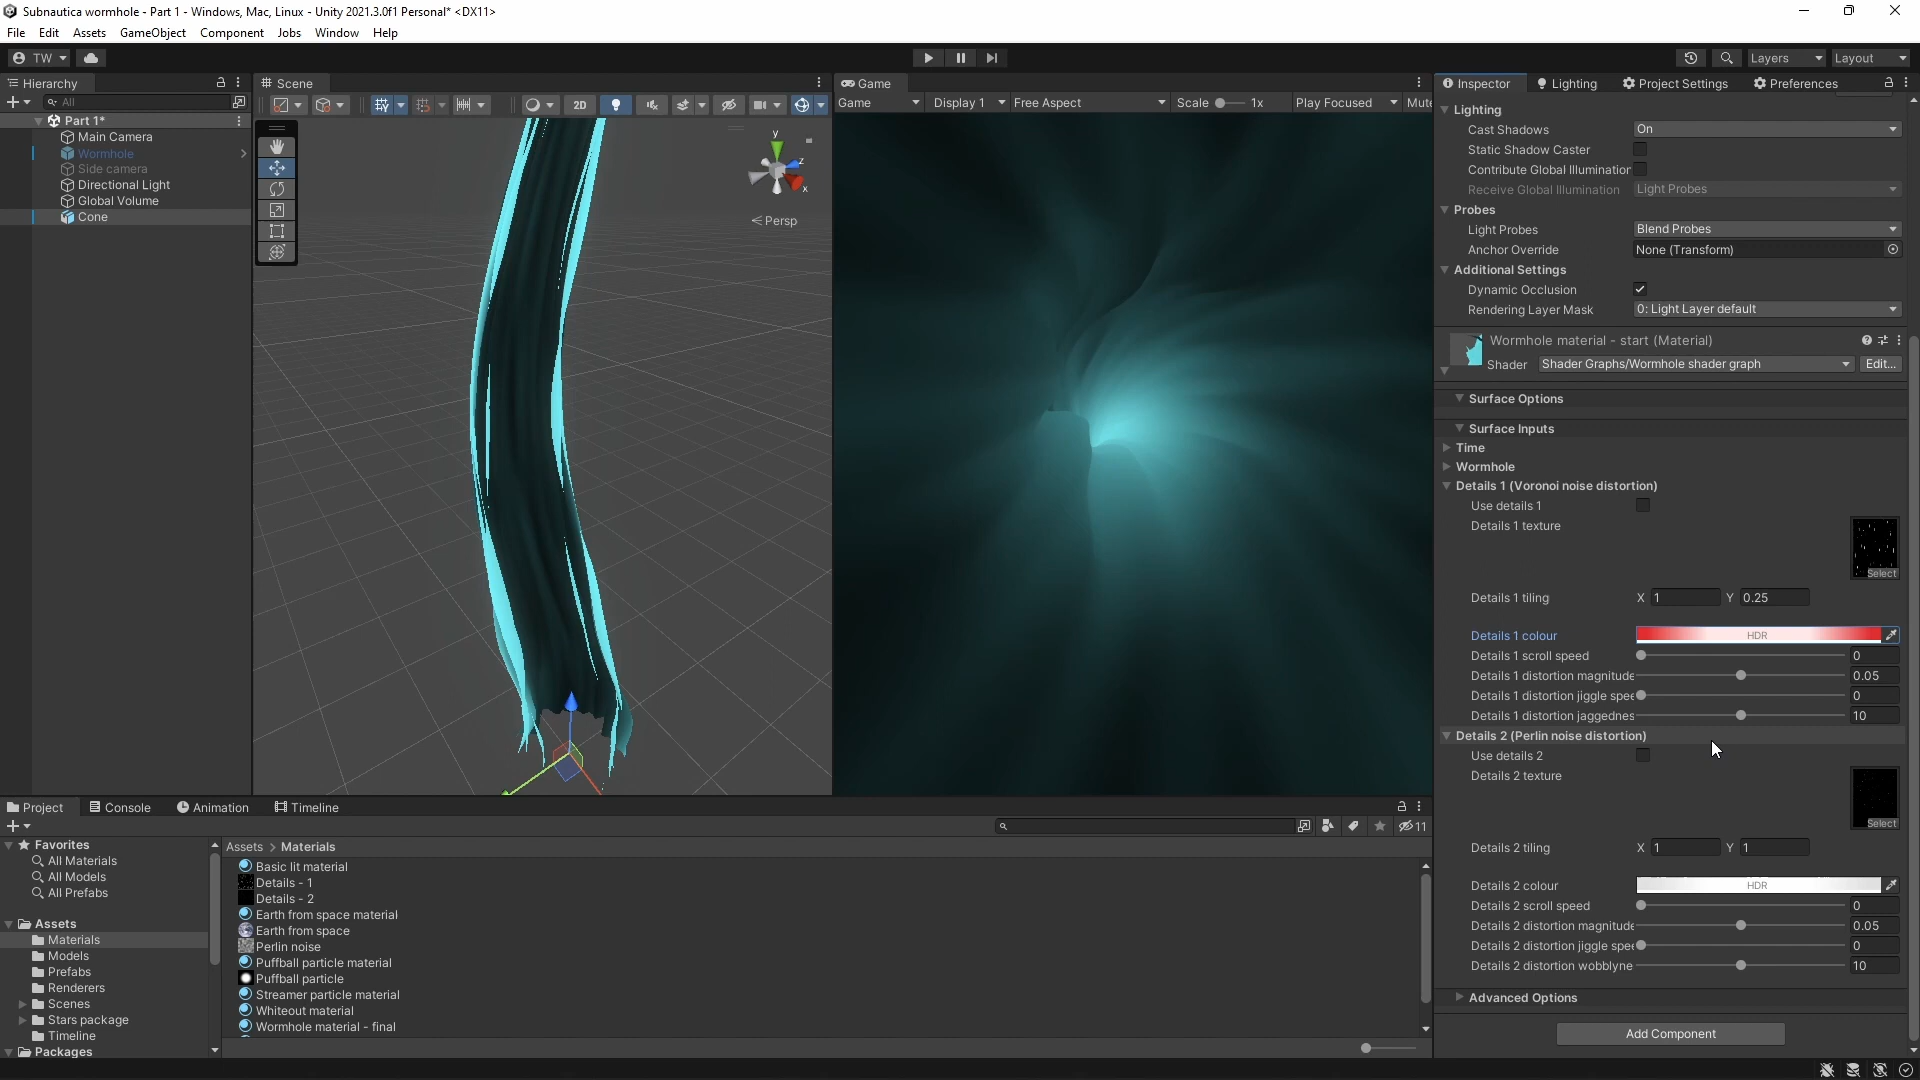 Subnautica wormhole - Part 1 - Windows, Mac, Linux - Unity 2021.3.0f1 Personal* <DX11>
File Edit Assets GameObject Component Jobs Window Help
TW Layers Layout
Hierarchy
All
Part 1*
Main Camera
Wormhole
Side camera
Directional Light
Global Volume
Cone
Scene
2D
y
z
x
Persp
Game
Game Display 1 Free Aspect Scale 1x Play Focused Mute
Inspector Lighting Project Settings Preferences
Lighting
Cast Shadows On
Static Shadow Caster
Contribute Global Illumination
Receive Global Illumination Light Probes
Probes
Light Probes Blend Probes
Anchor Override None (Transform)
Additional Settings
Dynamic Occlusion
Rendering Layer Mask 0: Light Layer default
Wormhole material - start (Material)
Shader Shader Graphs/Wormhole shader graph Edit...
Surface Options
Surface Inputs
Time
Wormhole
Details 1 (Voronoi noise distortion)
Use details 1
Details 1 texture
Select
Details 1 tiling X 1 Y 0.25
Details 1 colour HDR
Details 1 scroll speed 0
Details 1 distortion magnitude 0.05
Details 1 distortion jiggle spee 0
Details 1 distortion jaggednes 10
Details 2 (Perlin noise distortion)
Use details 2
Details 2 texture
Select
Details 2 tiling X 1 Y 1
Details 2 colour HDR
Details 2 scroll speed 0
Details 2 distortion magnitude 0.05
Details 2 distortion jiggle spee 0
Details 2 distortion wobblyne 10
Advanced Options
Add Component
Project Console Animation Timeline
11
Favorites
All Materials
All Models
All Prefabs
Assets
Materials
Models
Prefabs
Renderers
Scenes
Stars package
Timeline
Packages
Assets > Materials
Basic lit material
Details - 1
Details - 2
Earth from space material
Earth from space
Perlin noise
Puffball particle material
Puffball particle
Streamer particle material
Whiteout material
Wormhole material - final